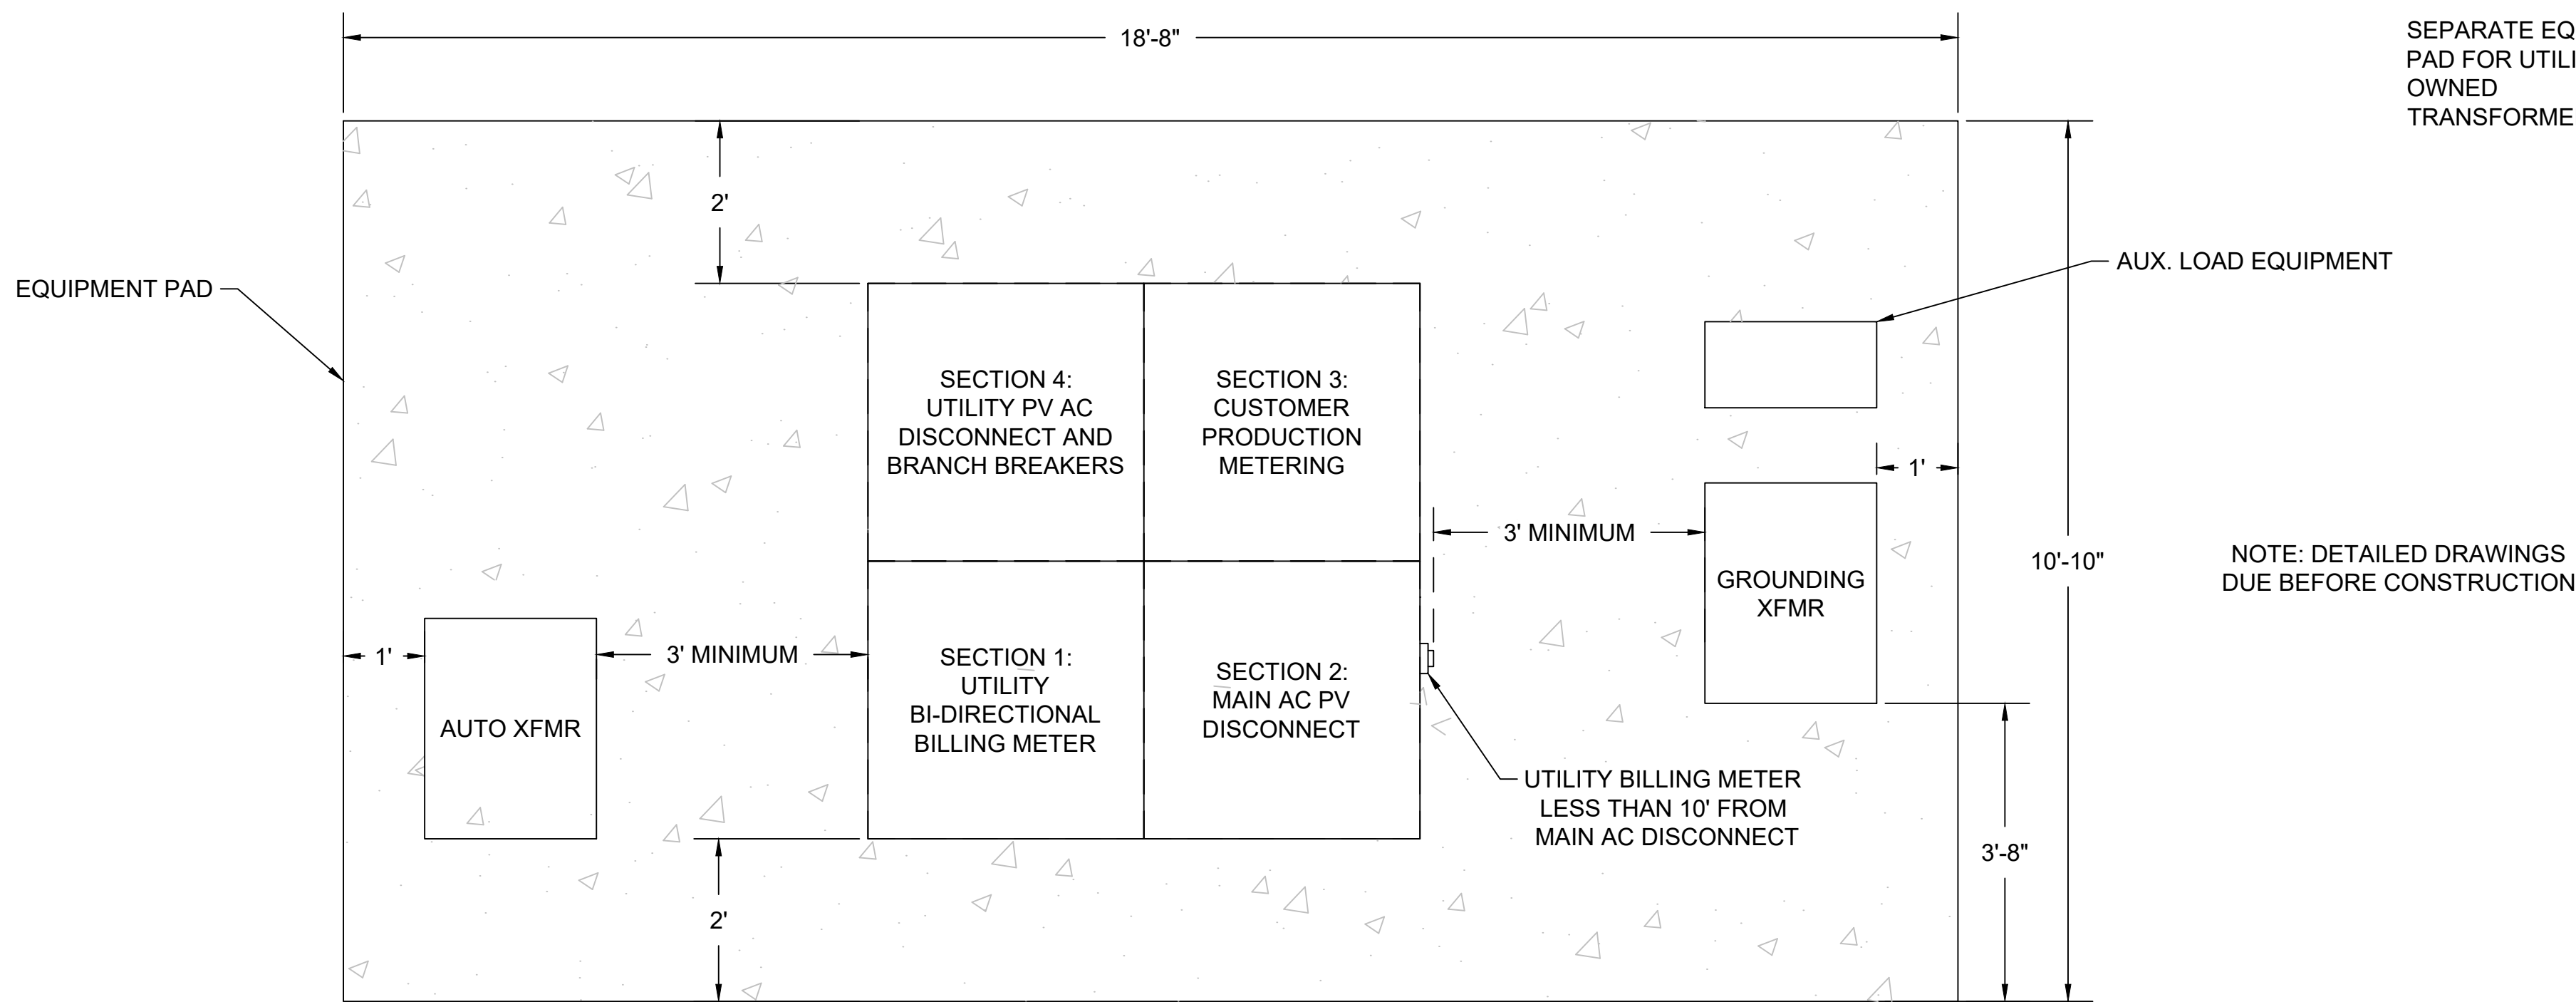 18'-8"
SEPARATE
PAD FOR
OWNED
2'
EQUIPMENT PAD
AUX. LOAD EQUIPMENT
SECTION 4:
UTILITY PV AC
DISCONNECT AND
BRANCH BREAKERS
SECTION 3:
CUSTOMER
PRODUCTION
METERING
1'
3' MINIMUM
10'-10"
NOTE: DETAILED DRAWINGS
DUE BEFORE CONSTRUCTION
GROUNDING
XFMR
1'
3' MINIMUM
AUTO XFMR
SECTION 1:
UTILITY
BI-DIRECTIONAL
BILLING METER
SECTION 2:
MAIN AC PV
DISCONNECT
UTILITY BILLING METER
LESS THAN 10' FROM
MAIN AC DISCONNECT
3'-8"
2'